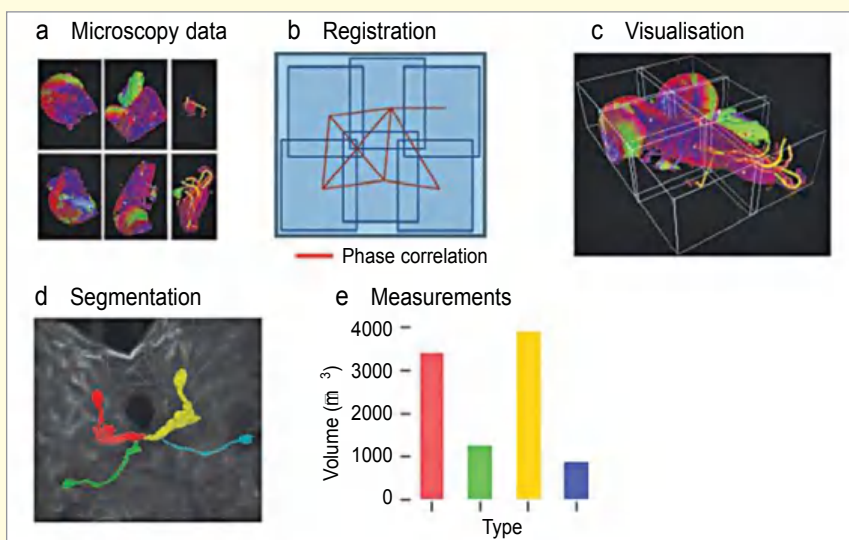 a Microscopy data
b Registration
c Visualisation
Phase correlation
d Segmentation
e Measurements
4000
3000
2000
1000
0
Volume (m̅ ³)
Type